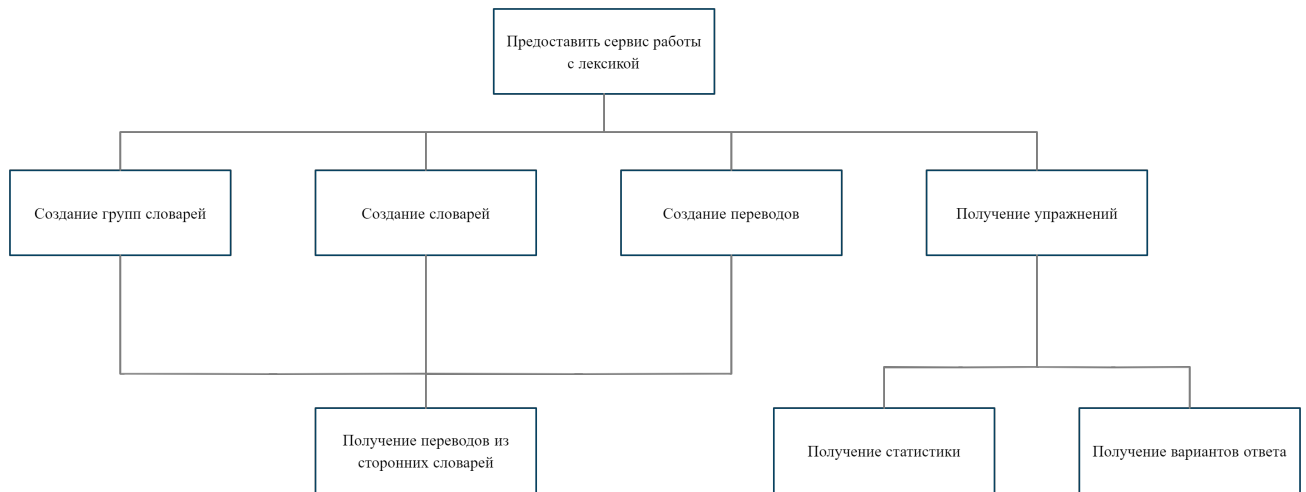 Предоставить сервис работы
с лексикой
Создание групп словарей
Создание словарей
Создание переводов
Получение упражнений
Получение переводов из
сторонних словарей
Получение статистики
Получение вариантов ответа